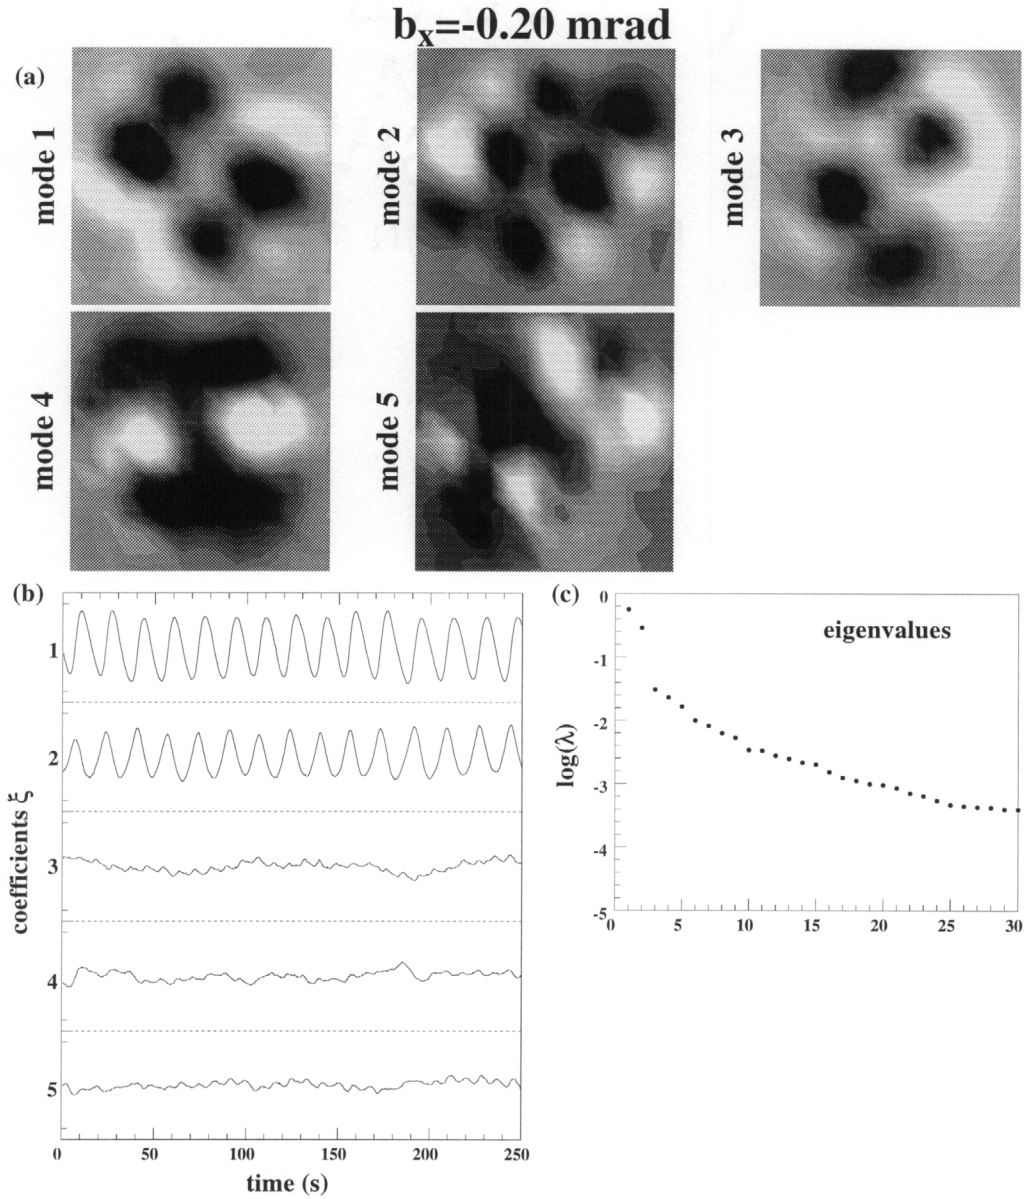 bx=-0.20 mrad
(a)
mode 1
mode 2
mode 3
mode 4
mode 5
(b)
(c)
1
2
3
4
5
coefficients ξ
0 50 100 150 200 250
time (s)
eigenvalues
0
-1
-2
-3
-4
-5
log(λ)
0 5 10 15 20 25 30